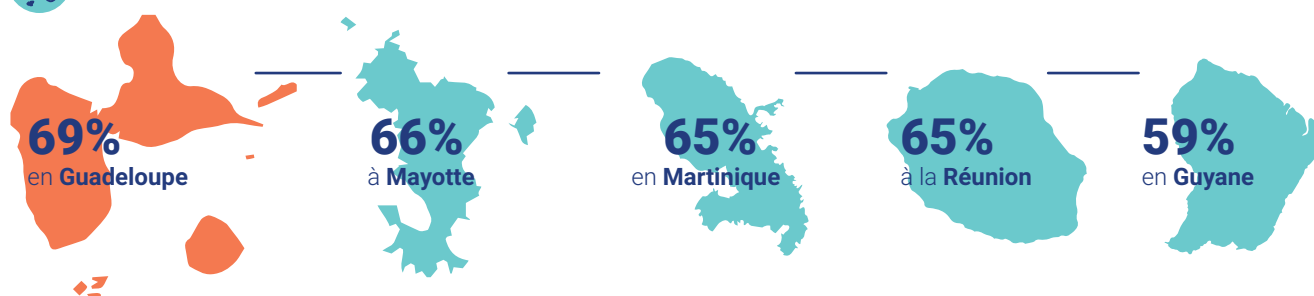 69%
en Guadeloupe
66%
à Mayotte
65%
en Martinique
65%
à la Réunion
59%
en Guyane